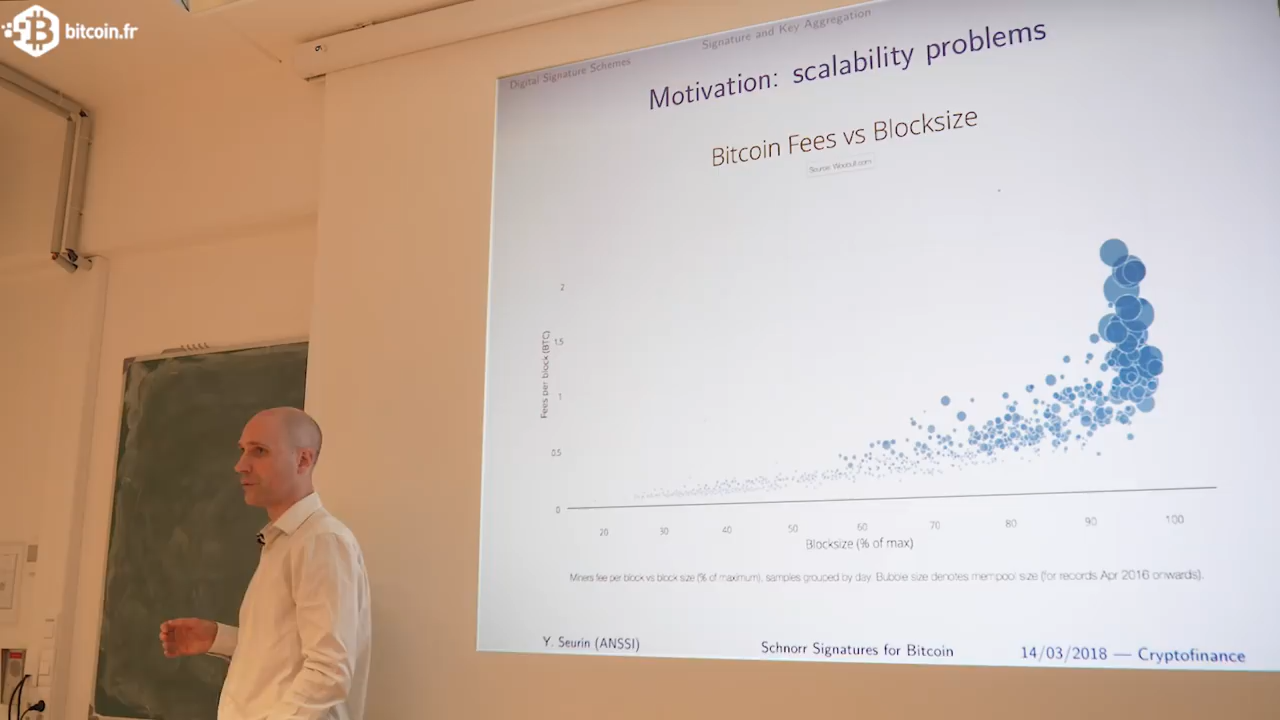 bitcoin.fr
Digital Signature Schemes
Signature and Key Aggregation
Motivation: scalability problems
Bitcoin Fees vs Blocksize
Source: Woobull.com
Fees per block (BTC)
2
1.5
1
0.5
0
20 30 40 50 60 70 80 90 100
Blocksize (% of max)
Miners fee per block vs block size (% of maximum), samples grouped by day. Bubble size denotes mempool size (for records Apr 2016 onwards).
Y. Seurin (ANSSI) Schnorr Signatures for Bitcoin 14/03/2018 — Cryptofinance